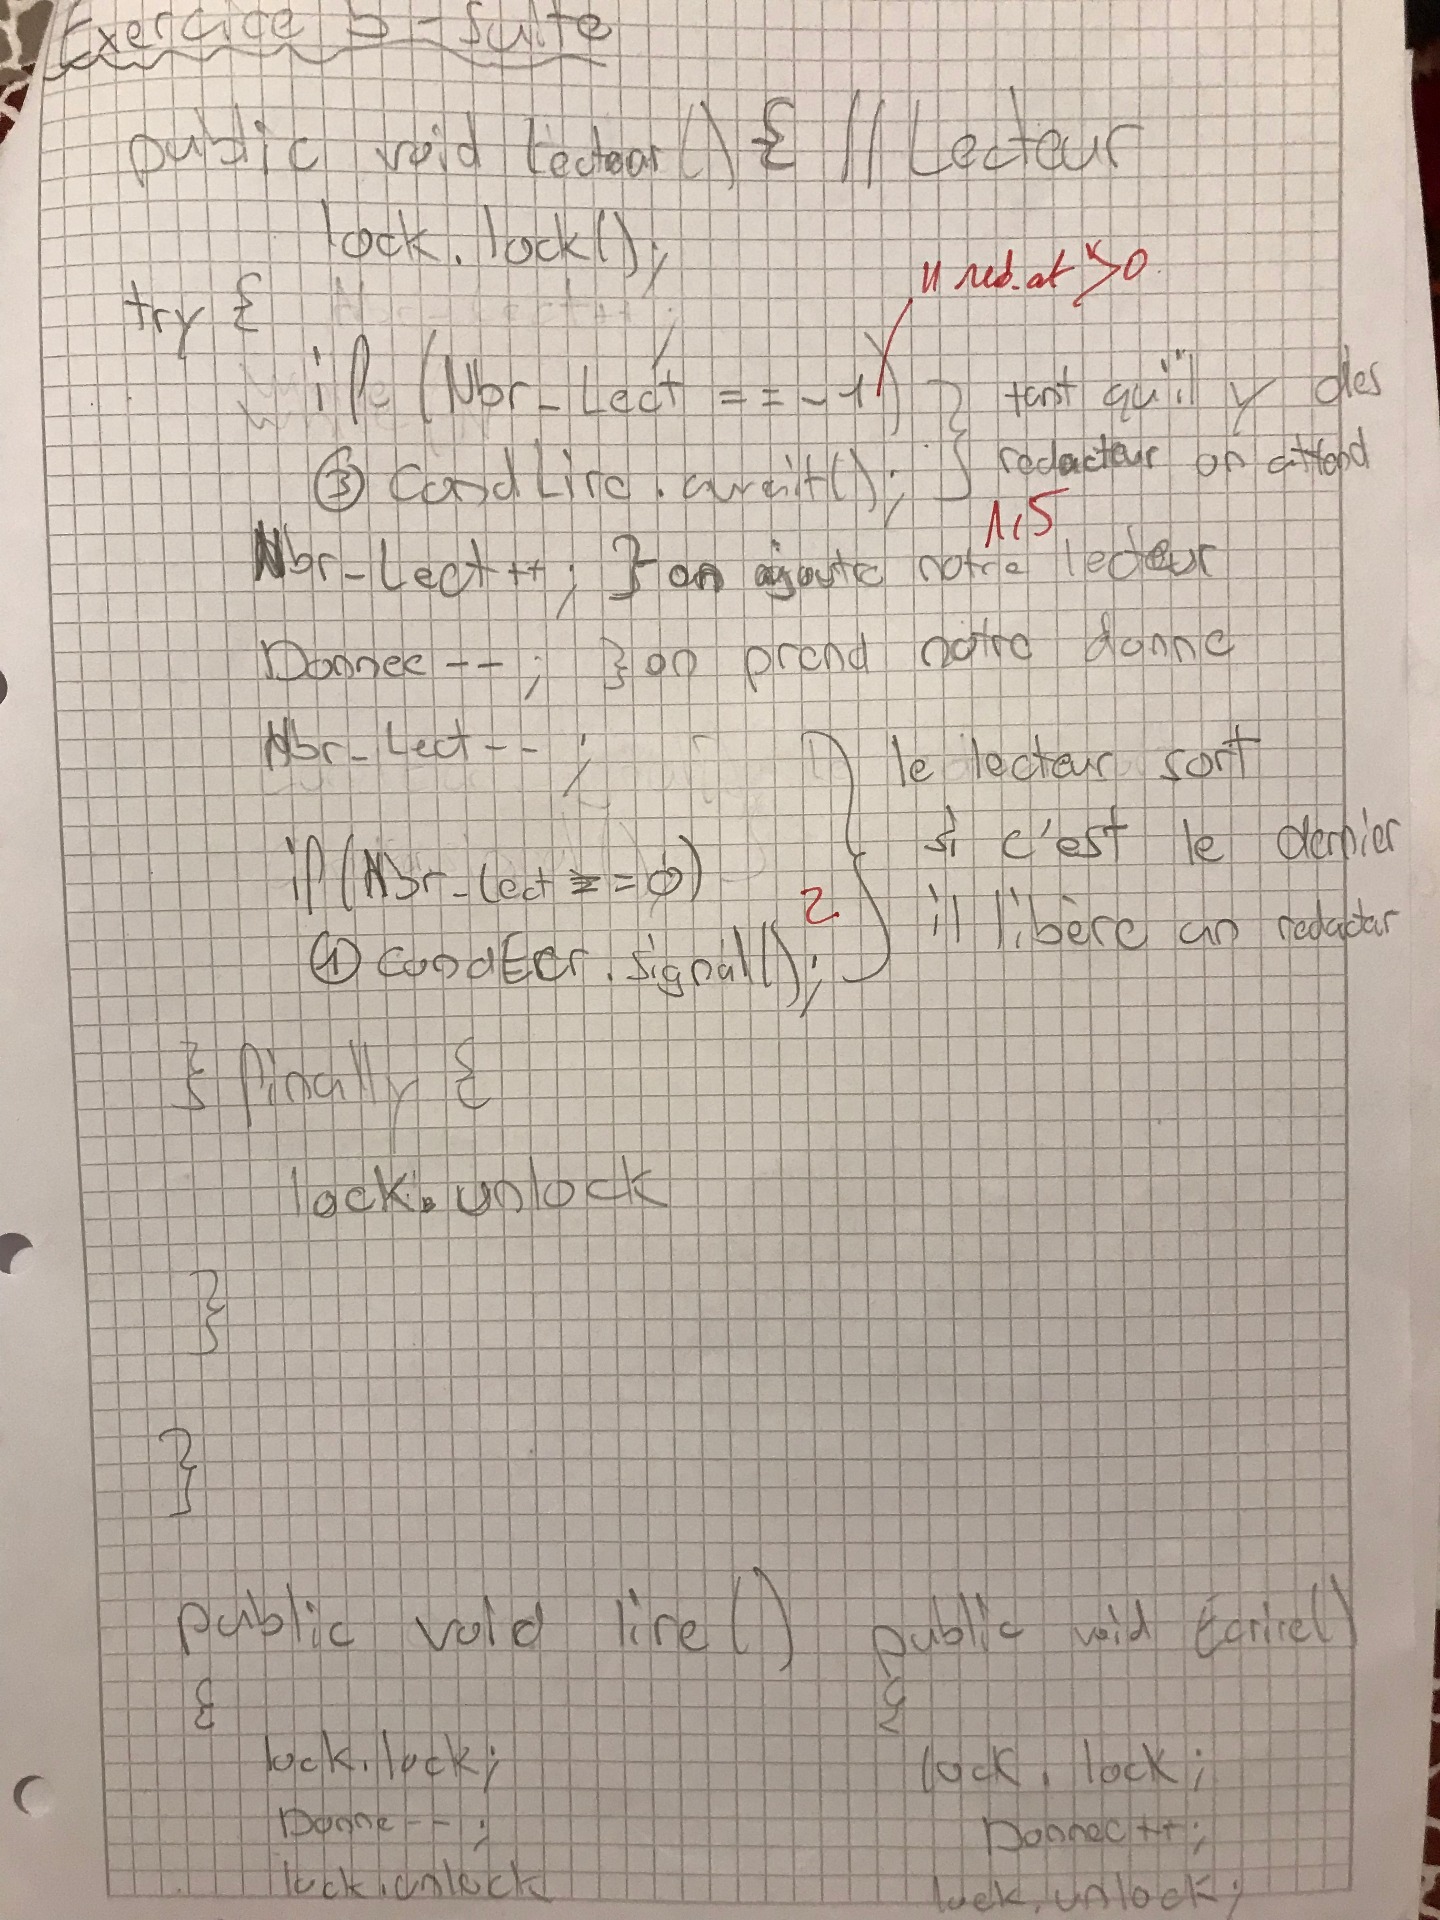 Exercice 5 - Suite
public void lecteur() { // Lecteur
lock.lock();
try {
|| red.at > 0
if (Nbr_Lect == -1) } tant qu'il y des
③ CondLire.await(); } redacteur on attend
1,5
Nbr_Lect++; } on ajoute notre lecteur
Donnee--; } on prend notre donne
Nbr_Lect--; } le lecteur sort
if(Nbr_Lect == 0) si c'est le dernier
2
④ condEcr.signal(); il libère un redacteur
} finally {
lock.unlock
}
}
public void lire() public void Ecrire()
{ {
lock.lock; lock.lock;
Donne--; Donnee++;
lock.unlock lock.unlock;